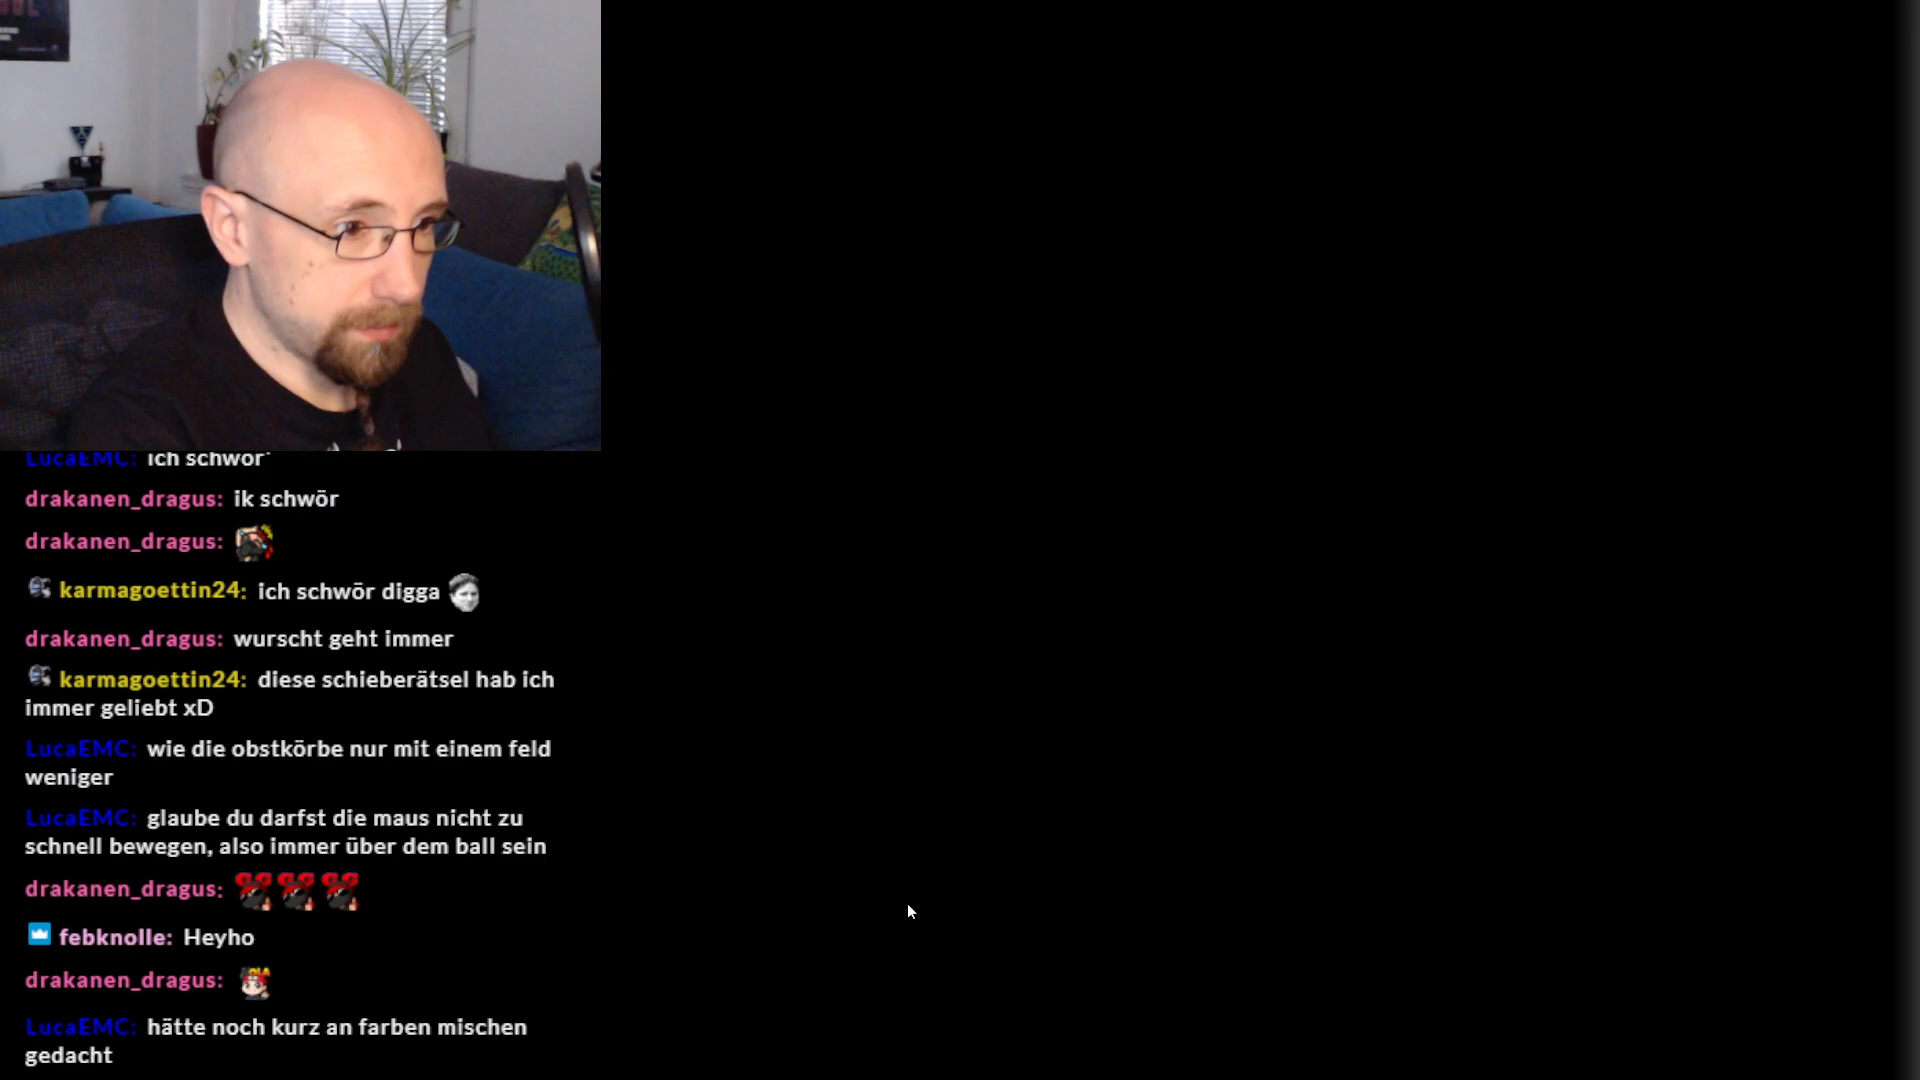 LucaEMC: ich schwör'
drakanen_dragus: ik schwör
drakanen_dragus:
karmagoettin24: ich schwör digga
drakanen_dragus: wurscht geht immer
karmagoettin24: diese schieberätsel hab ich
immer geliebt xD
LucaEMC: wie die obstkörbe nur mit einem feld
weniger
LucaEMC: glaube du darfst die maus nicht zu
schnell bewegen, also immer über dem ball sein
drakanen_dragus:
febknolle: Heyho
drakanen_dragus:
LucaEMC: hätte noch kurz an farben mischen
gedacht